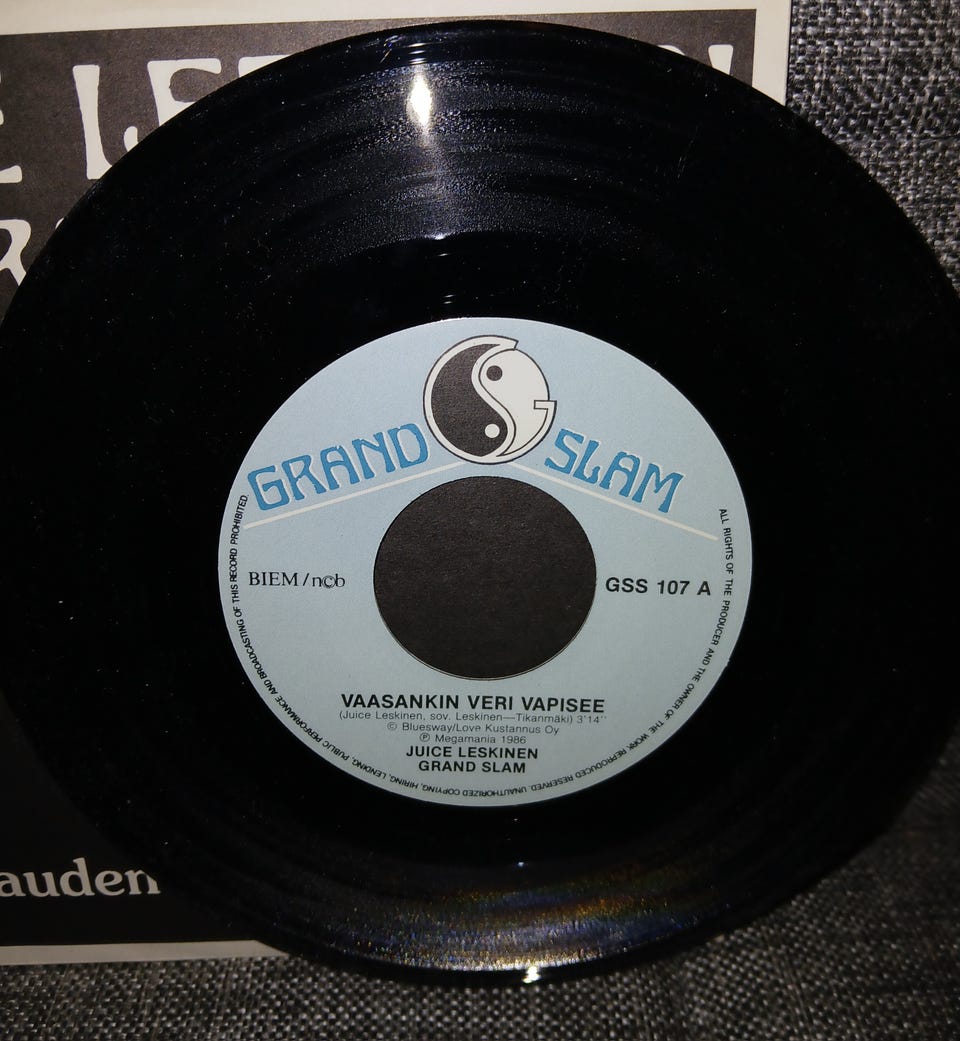 GRAND SLAM
BIEM / ncb
GSS 107 A
VAASANKIN VERI VAPISEE
(Juice Leskinen, sov. Leskinen—Tikanmäki) 3'14''
© Bluesway/Love Kustannus Oy
℗ Megamania 1986
JUICE LESKINEN
GRAND SLAM
ALL RIGHTS OF THE PRODUCER AND THE OWNER OF THE WORK REPRODUCED RESERVED. UNAUTHORIZED COPYING, HIRING, LENDING, PUBLIC PERFORMANCE AND BROADCASTING OF THIS RECORD PROHIBITED.
auden